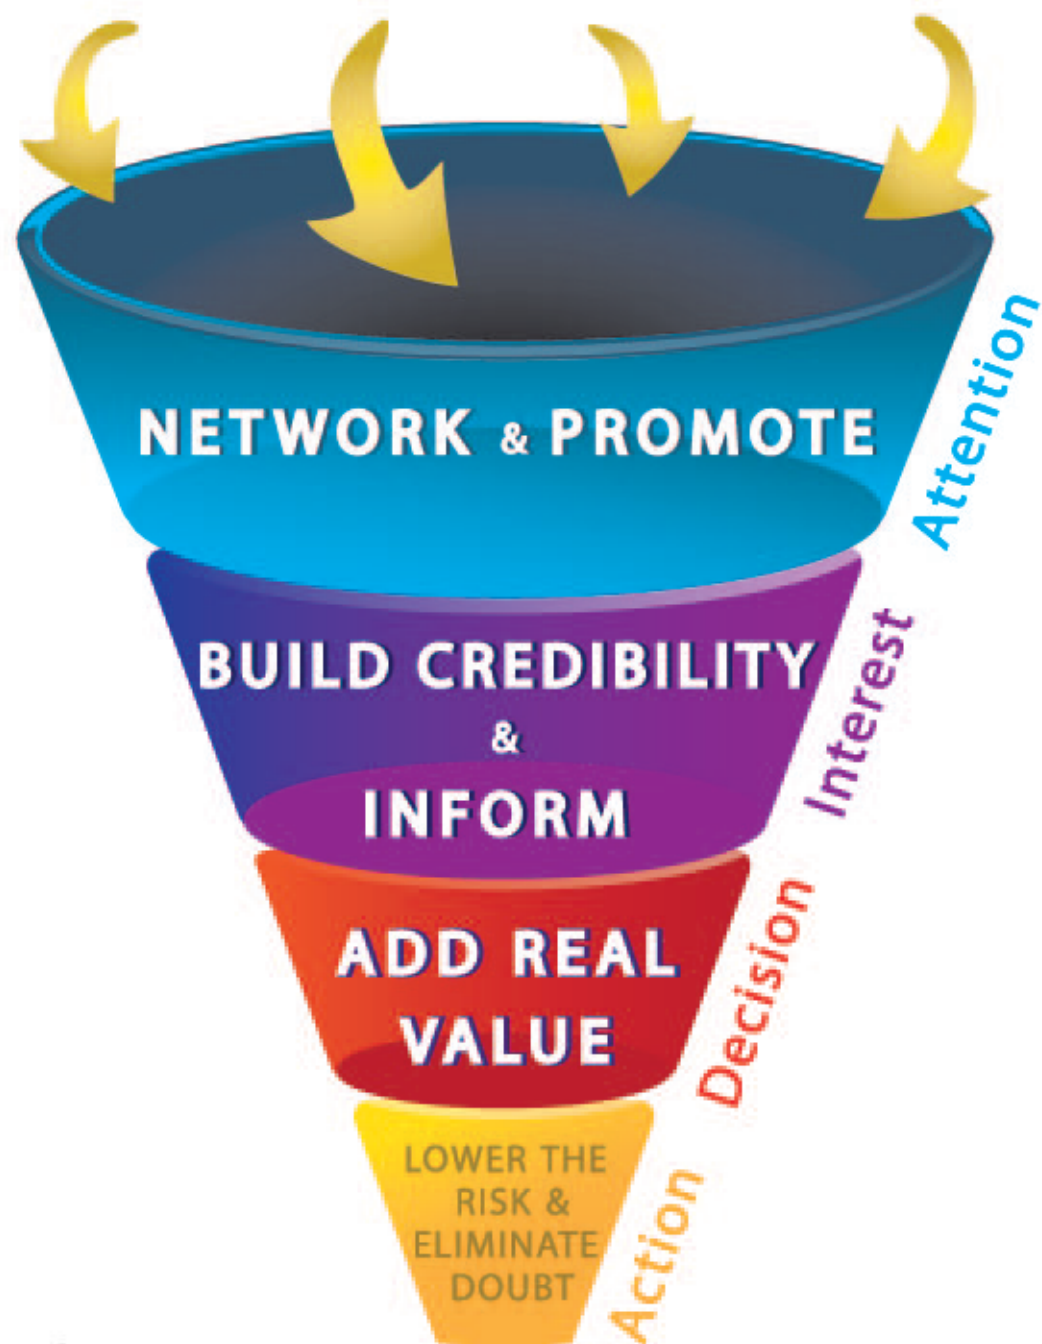 NETWORK & PROMOTE
Attention
BUILD CREDIBILITY
&
INFORM
Interest
ADD REAL
VALUE
Decision
LOWER THE
RISK &
ELIMINATE
DOUBT
Action